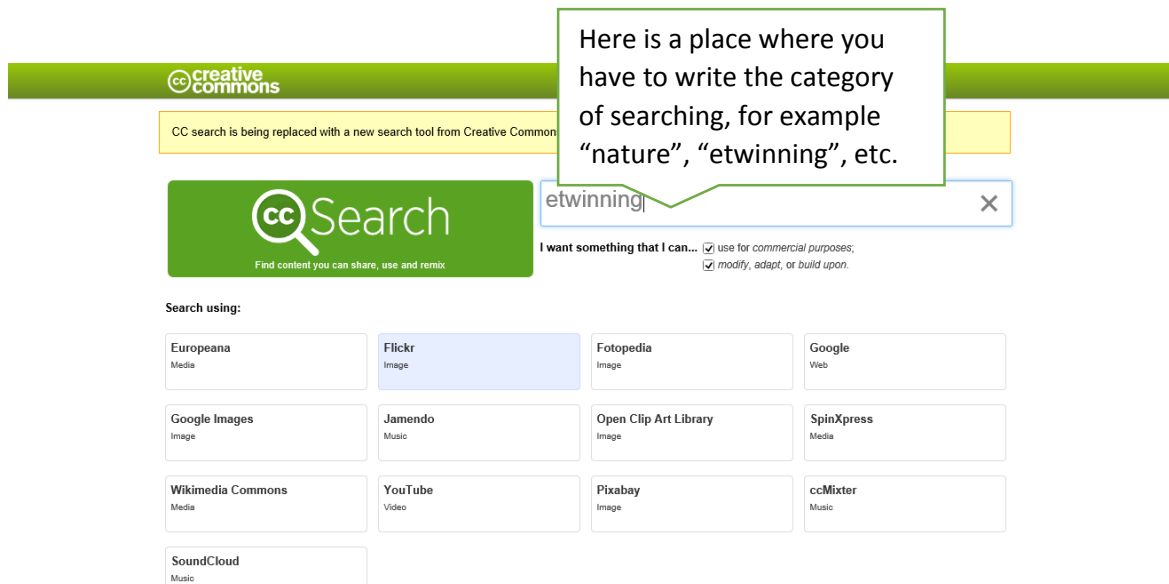 Here is a place where you
have to write the category
of searching, for example
“nature”, “etwinning”, etc.
cc creative
commons
CC search is being replaced with a new search tool from Creative Common
cc Search
Find content you can share, use and remix
etwinning
I want something that I can... use for commercial purposes;
modify, adapt, or build upon.
Search using:
Europeana
Media
Flickr
Image
Fotopedia
Image
Google
Web
Google Images
Image
Jamendo
Music
Open Clip Art Library
Image
SpinXpress
Media
Wikimedia Commons
Media
YouTube
Video
Pixabay
Image
ccMixter
Music
SoundCloud
Music